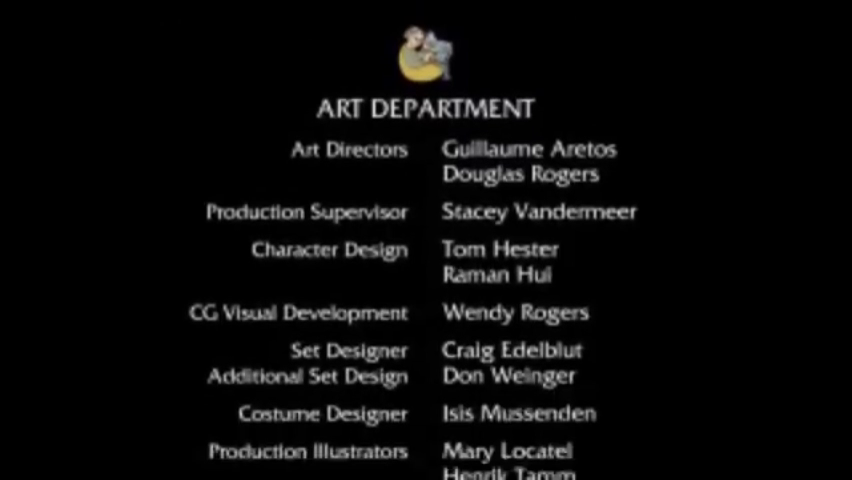 ART DEPARTMENT
Art Directors Guillaume Aretos
Douglas Rogers
Production Supervisor Stacey Vandermeer
Character Design Tom Hester
Raman Hui
CG Visual Development Wendy Rogers
Set Designer Craig Edelblut
Additional Set Design Don Weinger
Costume Designer Isis Mussenden
Production Illustrators Mary Locatel
Henrik Tamm